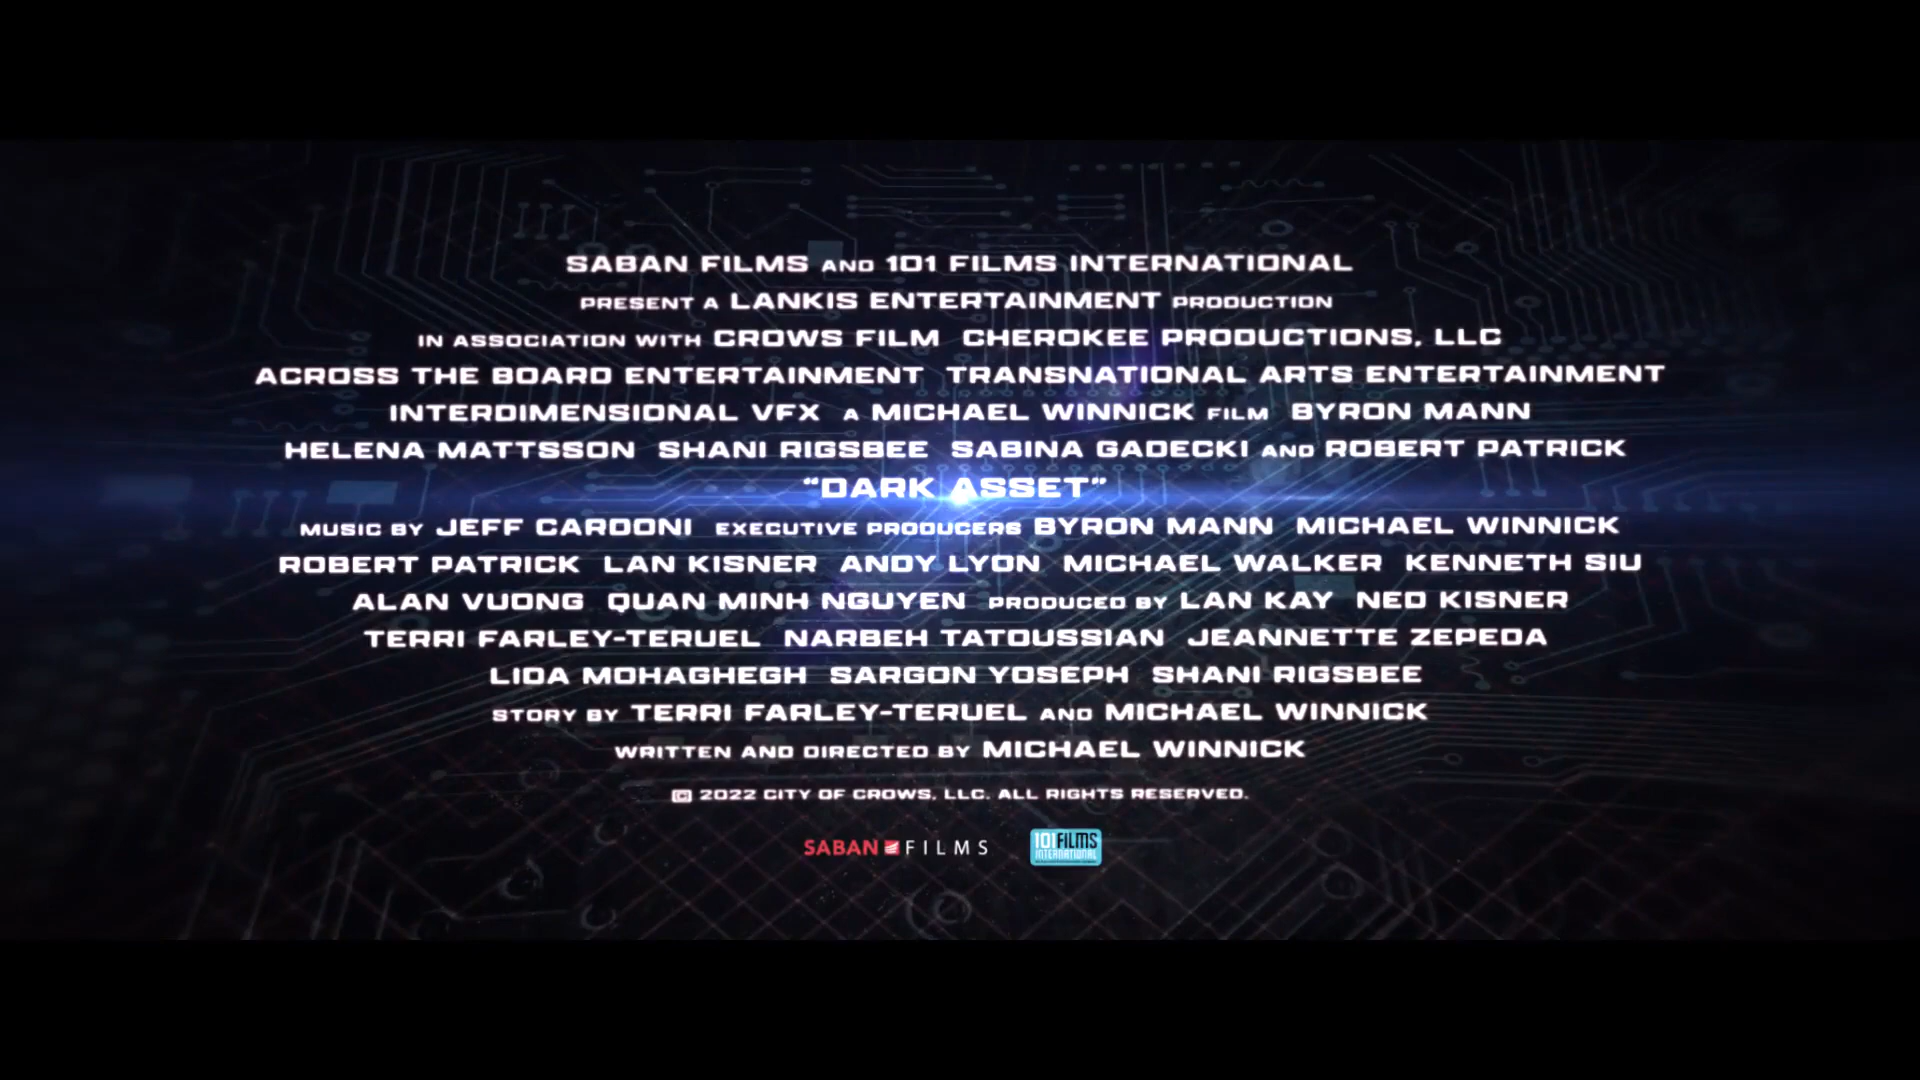 SABAN FILMS AND 101 FILMS INTERNATIONAL
PRESENT A LANKIS ENTERTAINMENT PRODUCTION
IN ASSOCIATION WITH CROWS FILM CHEROKEE PRODUCTIONS, LLC
ACROSS THE BOARD ENTERTAINMENT TRANSNATIONAL ARTS ENTERTAINMENT
INTERDIMENSIONAL VFX A MICHAEL WINNICK FILM BYRON MANN
HELENA MATTSSON SHANI RIGSBEE SABINA GADECKI AND ROBERT PATRICK
“DARK ASSET”
MUSIC BY JEFF CARDONI EXECUTIVE PRODUCERS BYRON MANN MICHAEL WINNICK
ROBERT PATRICK LAN KISNER ANDY LYON MICHAEL WALKER KENNETH SIU
ALAN VUONG QUAN MINH NGUYEN PRODUCED BY LAN KAY NED KISNER
TERRI FARLEY-TERUEL NARBEH TATOUSSIAN JEANNETTE ZEPEDA
LIDA MOHAGHEGH SARGON YOSEPH SHANI RIGSBEE
STORY BY TERRI FARLEY-TERUEL AND MICHAEL WINNICK
WRITTEN AND DIRECTED BY MICHAEL WINNICK
© 2022 CITY OF CROWS, LLC. ALL RIGHTS RESERVED.
SABAN FILMS
101 FILMS
INTERNATIONAL